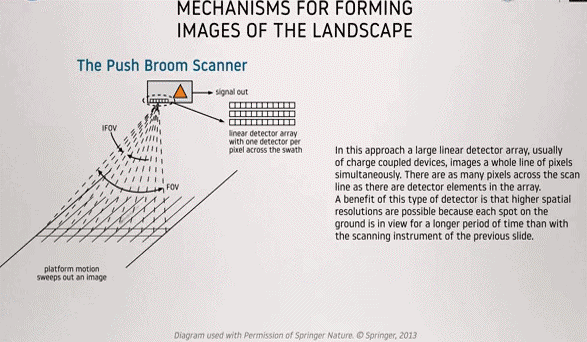 MECHANISMS FOR FORMING
IMAGES OF THE LANDSCAPE
The Push Broom Scanner
signal out
IFOV
linear detector array
with one detector per
pixel across the swath
FOV
platform motion
sweeps out an image
In this approach a large linear detector array, usually
of charge coupled devices, images a whole line of pixels
simultaneously. There are as many pixels across the scan
line as there are detector elements in the array.
A benefit of this type of detector is that higher spatial
resolutions are possible because each spot on the
ground is in view for a longer period of time than with
the scanning instrument of the previous slide.
Diagram used with Permission of Springer Nature. © Springer, 2013